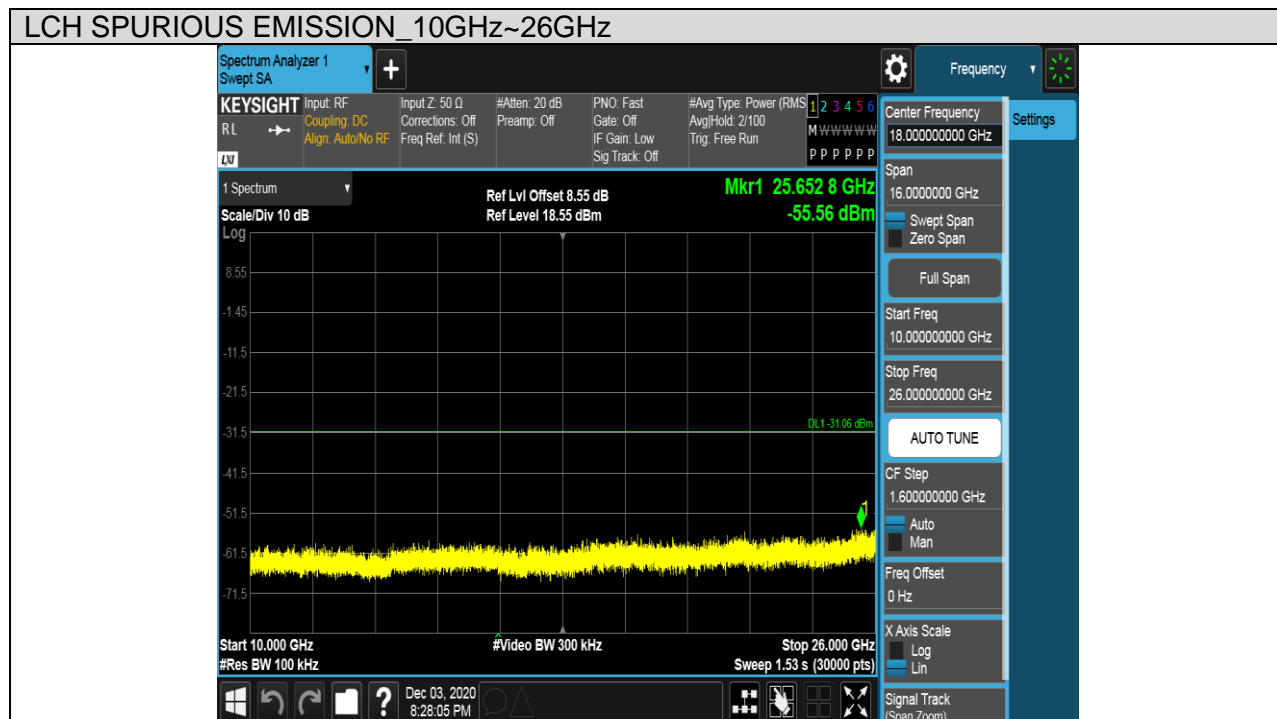 LCH SPURIOUS EMISSION_10GHz~26GHz
Spectrum Analyzer 1
Swept SA
+
Frequency
KEYSIGHT
RL
LXI
Input: RF
Coupling: DC
Align: Auto/No RF
Input Z: 50 Ω
Corrections: Off
Freq Ref: Int (S)
#Atten: 20 dB
Preamp: Off
PNO: Fast
Gate: Off
IF Gain: Low
Sig Track: Off
#Avg Type: Power (RMS
Avg|Hold: 2/100
Trig: Free Run
1 2 3 4 5 6
M W W W W W
P P P P P P
Center Frequency
18.000000000 GHz
Settings
Span
16.0000000 GHz
Swept Span
Zero Span
Full Span
Start Freq
10.000000000 GHz
Stop Freq
26.000000000 GHz
AUTO TUNE
CF Step
1.600000000 GHz
Auto
Man
Freq Offset
0 Hz
X Axis Scale
Log
Lin
Signal Track
(Span Zoom)
1 Spectrum
Scale/Div 10 dB
Log
Ref Lvl Offset 8.55 dB
Ref Level 18.55 dBm
Mkr1 25.652 8 GHz
-55.56 dBm
8.55
-1.45
-11.5
-21.5
DL1 -31.06 dBm
-31.5
-41.5
-51.5
1
-61.5
-71.5
Start 10.000 GHz
#Video BW 300 kHz
Stop 26.000 GHz
#Res BW 100 kHz
Sweep 1.53 s (30000 pts)
?
Dec 03, 2020
8:28:05 PM